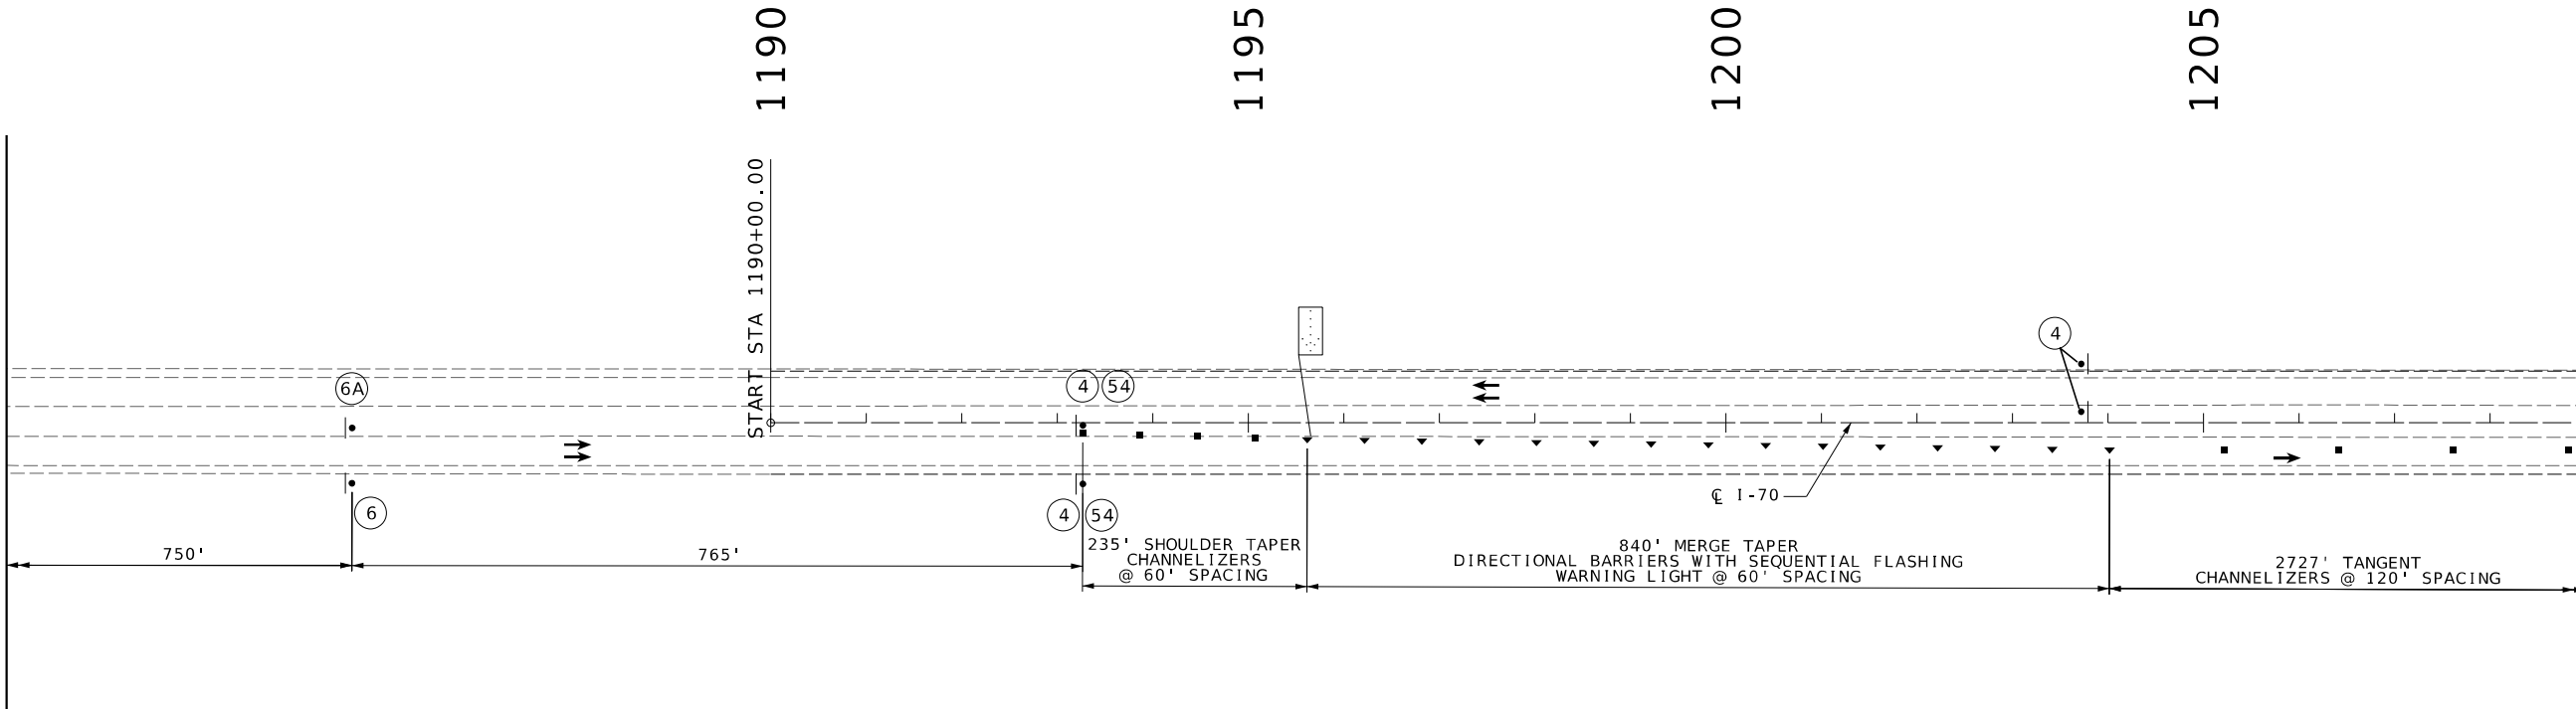 1190
1195
1200
1205
START STA 1190+00.00
6A
4
54
4
6
4
54
℄ I-70
750'
765'
235' SHOULDER TAPER
CHANNELIZERS
@ 60' SPACING
840' MERGE TAPER
DIRECTIONAL BARRIERS WITH SEQUENTIAL FLASHING
WARNING LIGHT @ 60' SPACING
2727' TANGENT
CHANNELIZERS @ 120' SPACING